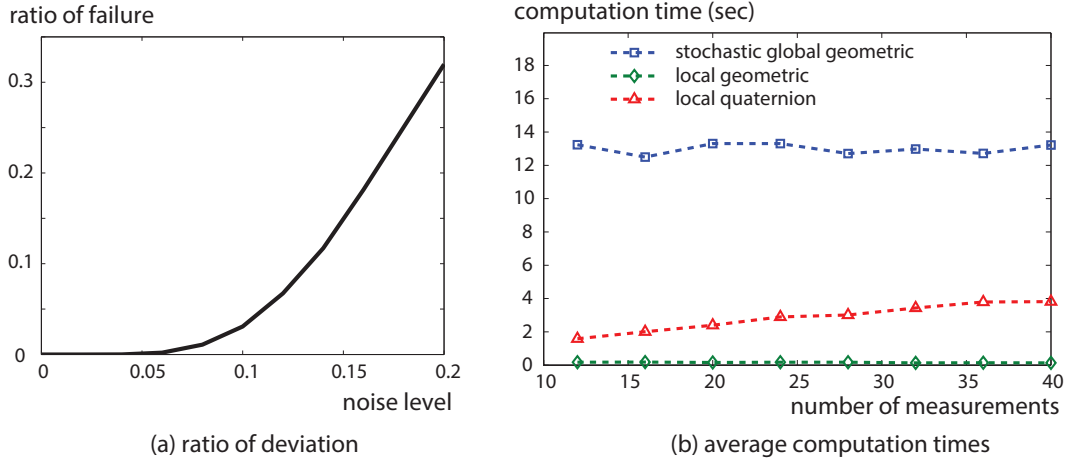 ratio of failure
0.3
0.2
0.1
0
0 0.05 0.1 0.15 0.2
noise level
(a) ratio of deviation
computation time (sec)
stochastic global geometric
local geometric
local quaternion
18
16
14
12
10
8
6
4
2
0
10 15 20 25 30 35 40
number of measurements
(b) average computation times